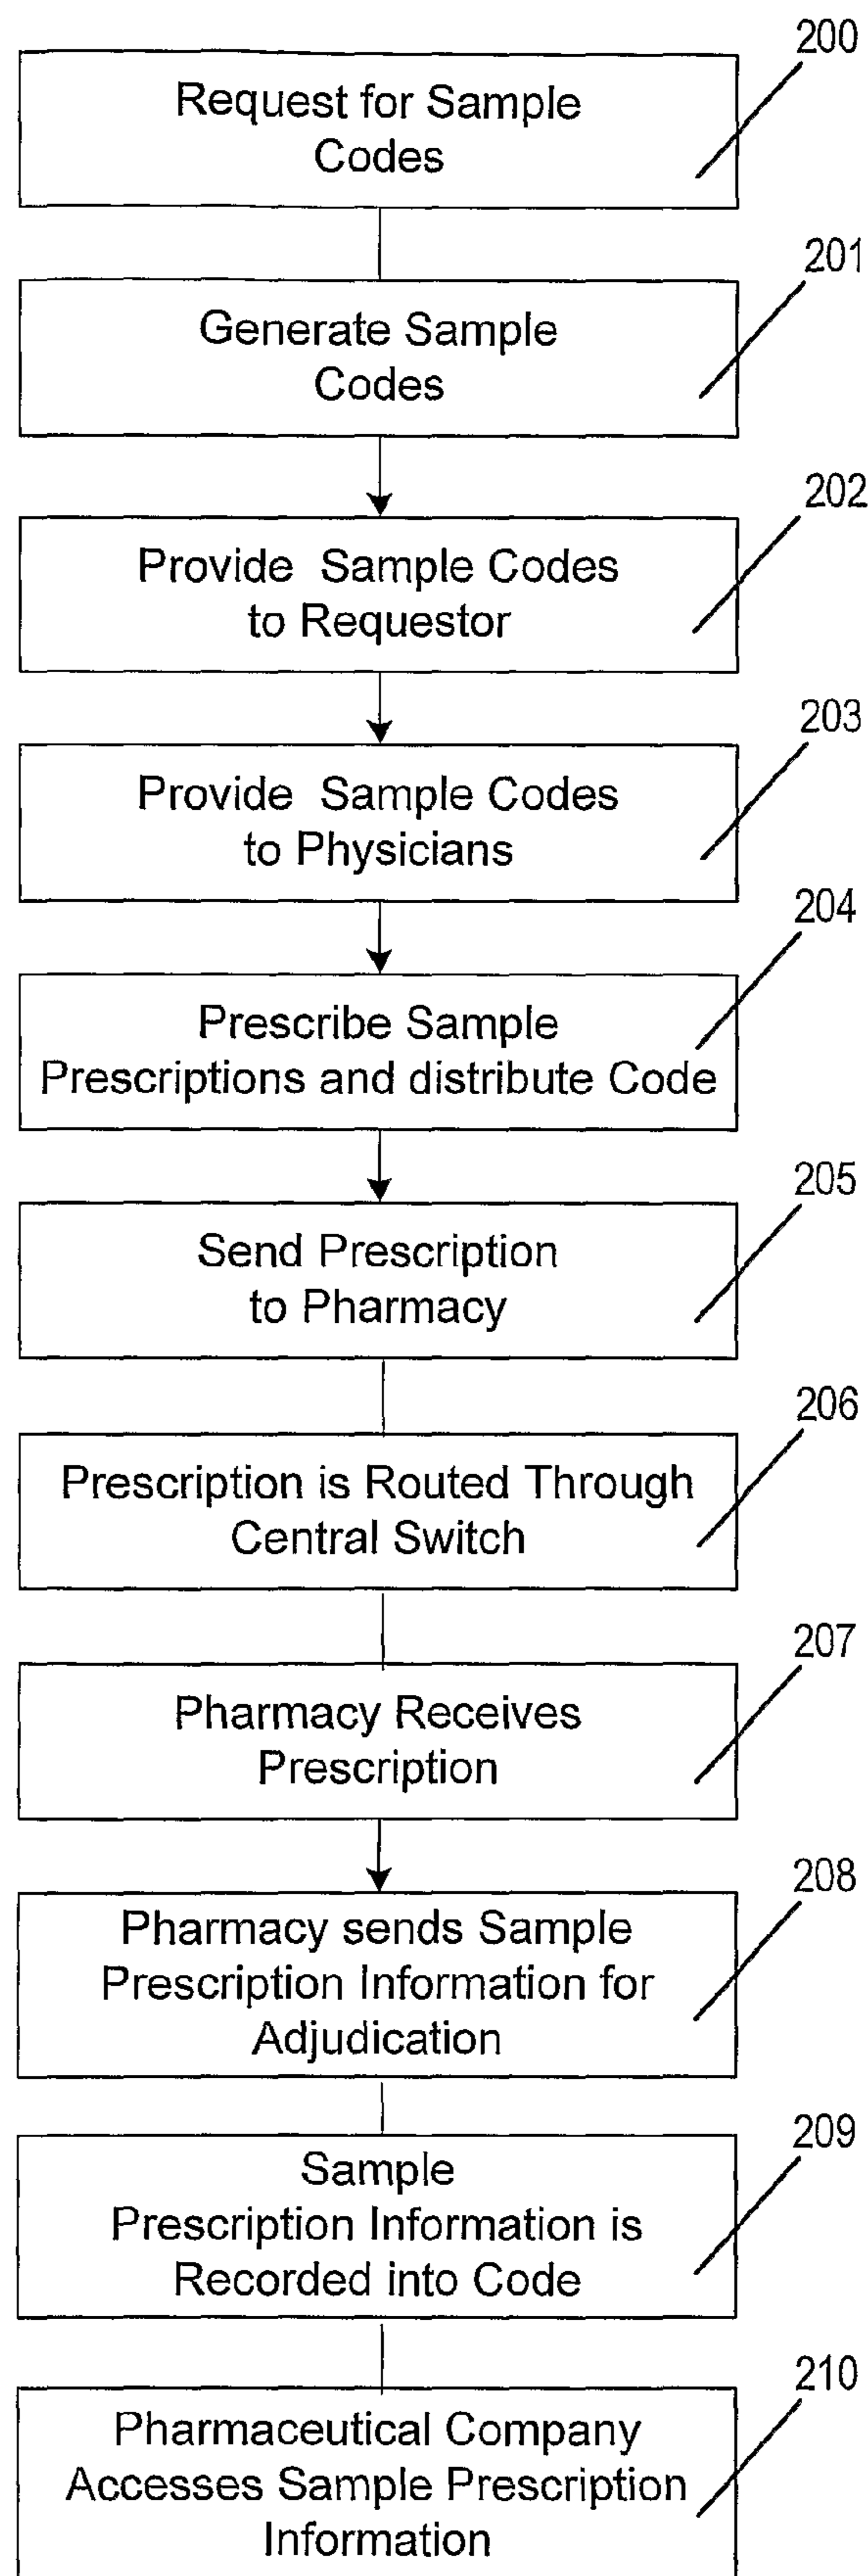 200
Request for Sample
Codes
201
Generate Sample
Codes
202
Provide Sample Codes
to Requestor
203
Provide Sample Codes
to Physicians
204
Prescribe Sample
Prescriptions and distribute Code
205
Send Prescription
to Pharmacy
206
Prescription is Routed Through
Central Switch
207
Pharmacy Receives
Prescription
208
Pharmacy sends Sample
Prescription Information for
Adjudication
209
Sample
Prescription Information is
Recorded into Code
210
Pharmaceutical Company
Accesses Sample Prescription
Information